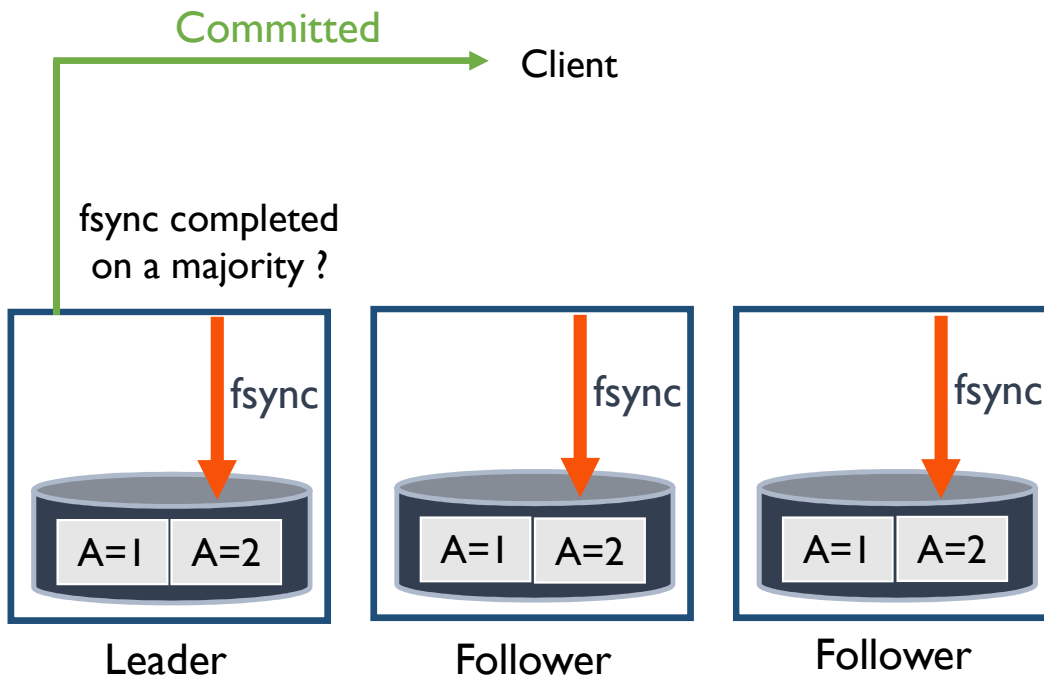 Committed
Client
fsync completed
on a majority ?
fsync
fsync
fsync
A=1
A=2
A=1
A=2
A=1
A=2
Leader
Follower
Follower